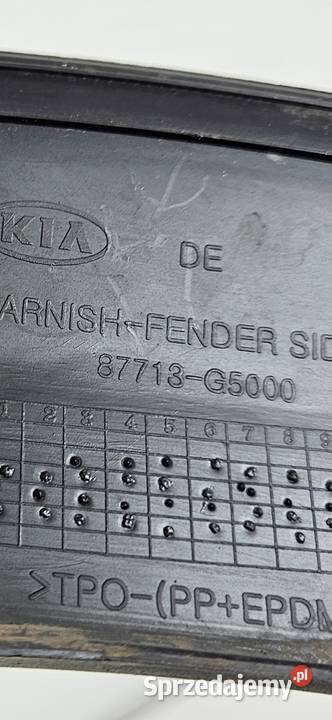 KIA DE
ARNISH-FENDER SID
87713-G5000
1 2 3 4 5 6 7 8 9
>TPO-(PP+EPDM
Sprzedajemy.pl